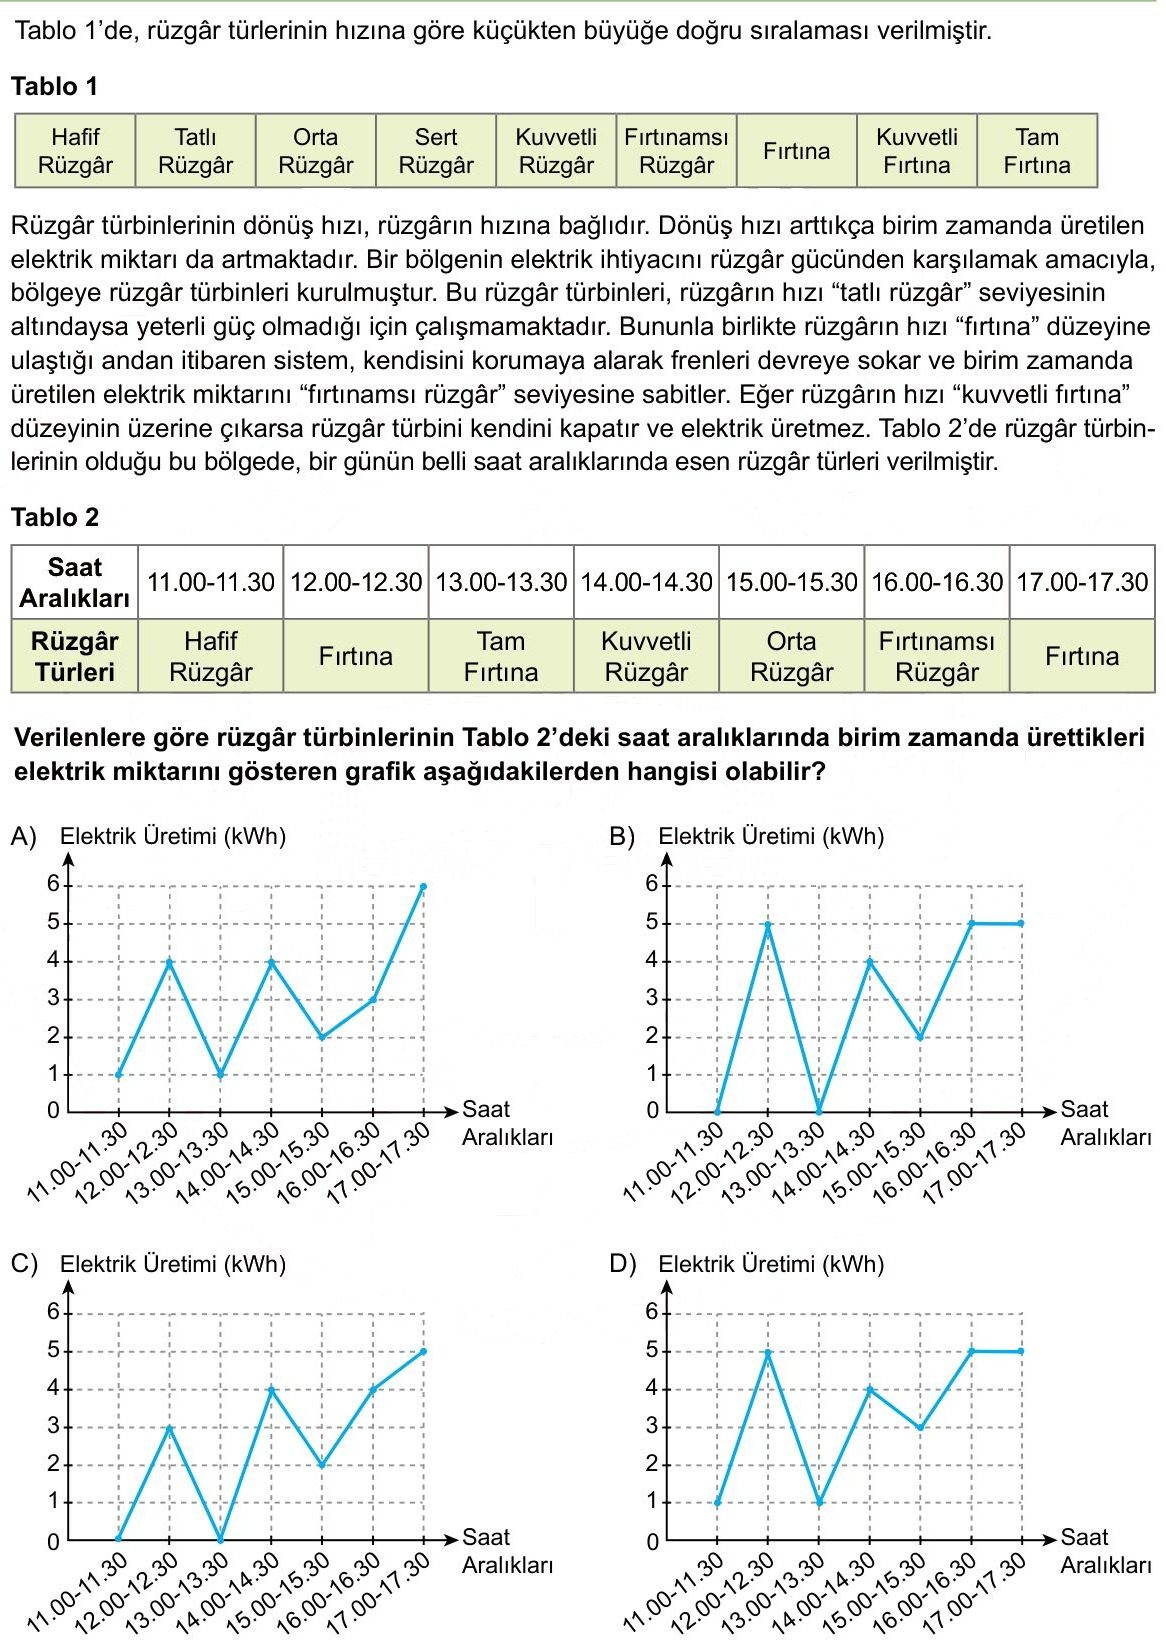 Tablo 1’de, rüzgâr türlerinin hızına göre küçükten büyüğe doğru sıralaması verilmiştir.
Tablo 1
Hafif Rüzgâr
Tatlı Rüzgâr
Orta Rüzgâr
Sert Rüzgâr
Kuvvetli Rüzgâr
Fırtınamsı Rüzgâr
Fırtına
Kuvvetli Fırtına
Tam Fırtına
Rüzgâr türbinlerinin dönüş hızı, rüzgârın hızına bağlıdır. Dönüş hızı arttıkça birim zamanda üretilen
elektrik miktarı da artmaktadır. Bir bölgenin elektrik ihtiyacını rüzgâr gücünden karşılamak amacıyla,
bölgeye rüzgâr türbinleri kurulmuştur. Bu rüzgâr türbinleri, rüzgârın hızı “tatlı rüzgâr” seviyesinin
altındaysa yeterli güç olmadığı için çalışmamaktadır. Bununla birlikte rüzgârın hızı “fırtına” düzeyine
ulaştığı andan itibaren sistem, kendisini korumaya alarak frenleri devreye sokar ve birim zamanda
üretilen elektrik miktarını “fırtınamsı rüzgâr” seviyesine sabitler. Eğer rüzgârın hızı “kuvvetli fırtına”
düzeyinin üzerine çıkarsa rüzgâr türbini kendini kapatır ve elektrik üretmez. Tablo 2’de rüzgâr türbin-
lerinin olduğu bu bölgede, bir günün belli saat aralıklarında esen rüzgâr türleri verilmiştir.
Tablo 2
Saat Aralıkları
11.00-11.30
12.00-12.30
13.00-13.30
14.00-14.30
15.00-15.30
16.00-16.30
17.00-17.30
Rüzgâr Türleri
Hafif Rüzgâr
Fırtına
Tam Fırtına
Kuvvetli Rüzgâr
Orta Rüzgâr
Fırtınamsı Rüzgâr
Fırtına
Verilenlere göre rüzgâr türbinlerinin Tablo 2’deki saat aralıklarında birim zamanda ürettikleri
elektrik miktarını gösteren grafik aşağıdakilerden hangisi olabilir?
A) Elektrik Üretimi (kWh)
6
5
4
3
2
1
0
Saat
Aralıkları
11.00-11.30
12.00-12.30
13.00-13.30
14.00-14.30
15.00-15.30
16.00-16.30
17.00-17.30
B) Elektrik Üretimi (kWh)
6
5
4
3
2
1
0
Saat
Aralıkları
11.00-11.30
12.00-12.30
13.00-13.30
14.00-14.30
15.00-15.30
16.00-16.30
17.00-17.30
C) Elektrik Üretimi (kWh)
6
5
4
3
2
1
0
Saat
Aralıkları
11.00-11.30
12.00-12.30
13.00-13.30
14.00-14.30
15.00-15.30
16.00-16.30
17.00-17.30
D) Elektrik Üretimi (kWh)
6
5
4
3
2
1
0
Saat
Aralıkları
11.00-11.30
12.00-12.30
13.00-13.30
14.00-14.30
15.00-15.30
16.00-16.30
17.00-17.30